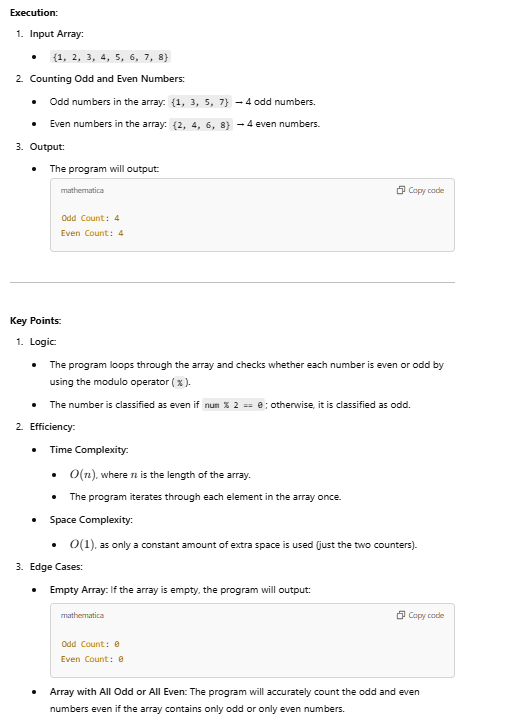 Execution:
1. Input Array:
• {1, 2, 3, 4, 5, 6, 7, 8}
2. Counting Odd and Even Numbers:
• Odd numbers in the array: {1, 3, 5, 7} → 4 odd numbers.
• Even numbers in the array: {2, 4, 6, 8} → 4 even numbers.
3. Output:
• The program will output:
mathematica Copy code
Odd Count: 4
Even Count: 4
Key Points:
1. Logic:
• The program loops through the array and checks whether each number is even or odd by
using the modulo operator (%).
• The number is classified as even if num % 2 == 0; otherwise, it is classified as odd.
2. Efficiency:
• Time Complexity:
• O(n), where n is the length of the array.
• The program iterates through each element in the array once.
• Space Complexity:
• O(1), as only a constant amount of extra space is used (just the two counters).
3. Edge Cases:
• Empty Array: If the array is empty, the program will output:
mathematica Copy code
Odd Count: 0
Even Count: 0
• Array with All Odd or All Even: The program will accurately count the odd and even
numbers even if the array contains only odd or only even numbers.